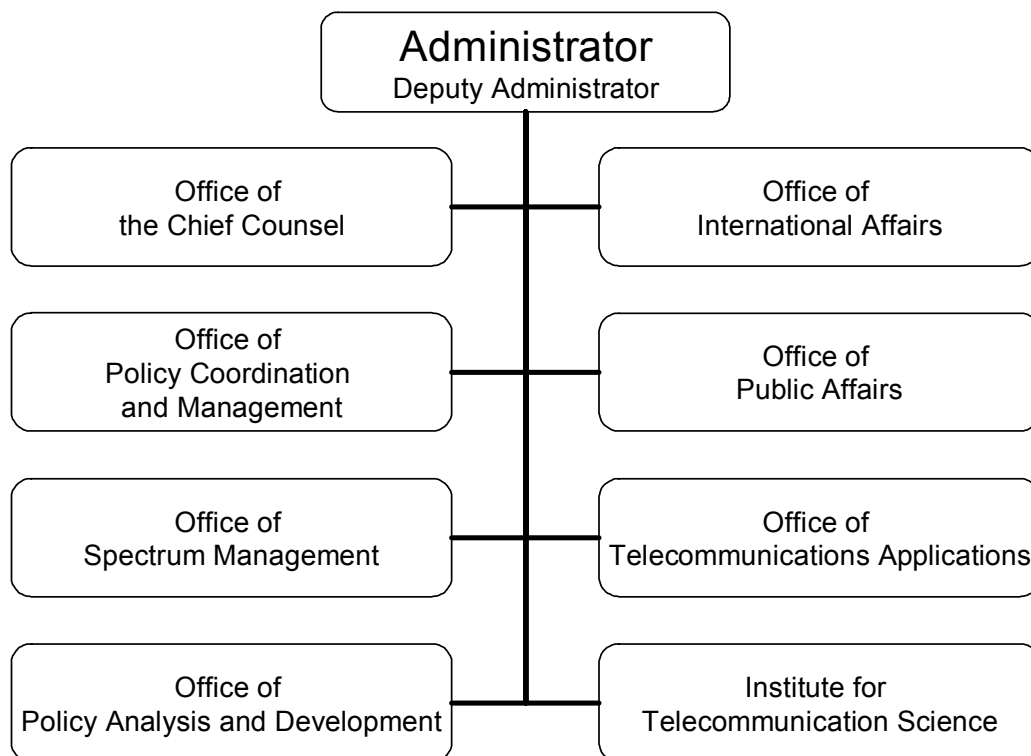 Administrator
Deputy Administrator
Office of
the Chief Counsel
Office of
International Affairs
Office of
Policy Coordination
and Management
Office of
Public Affairs
Office of
Spectrum Management
Office of
Telecommunications Applications
Office of
Policy Analysis and Development
Institute for
Telecommunication Science